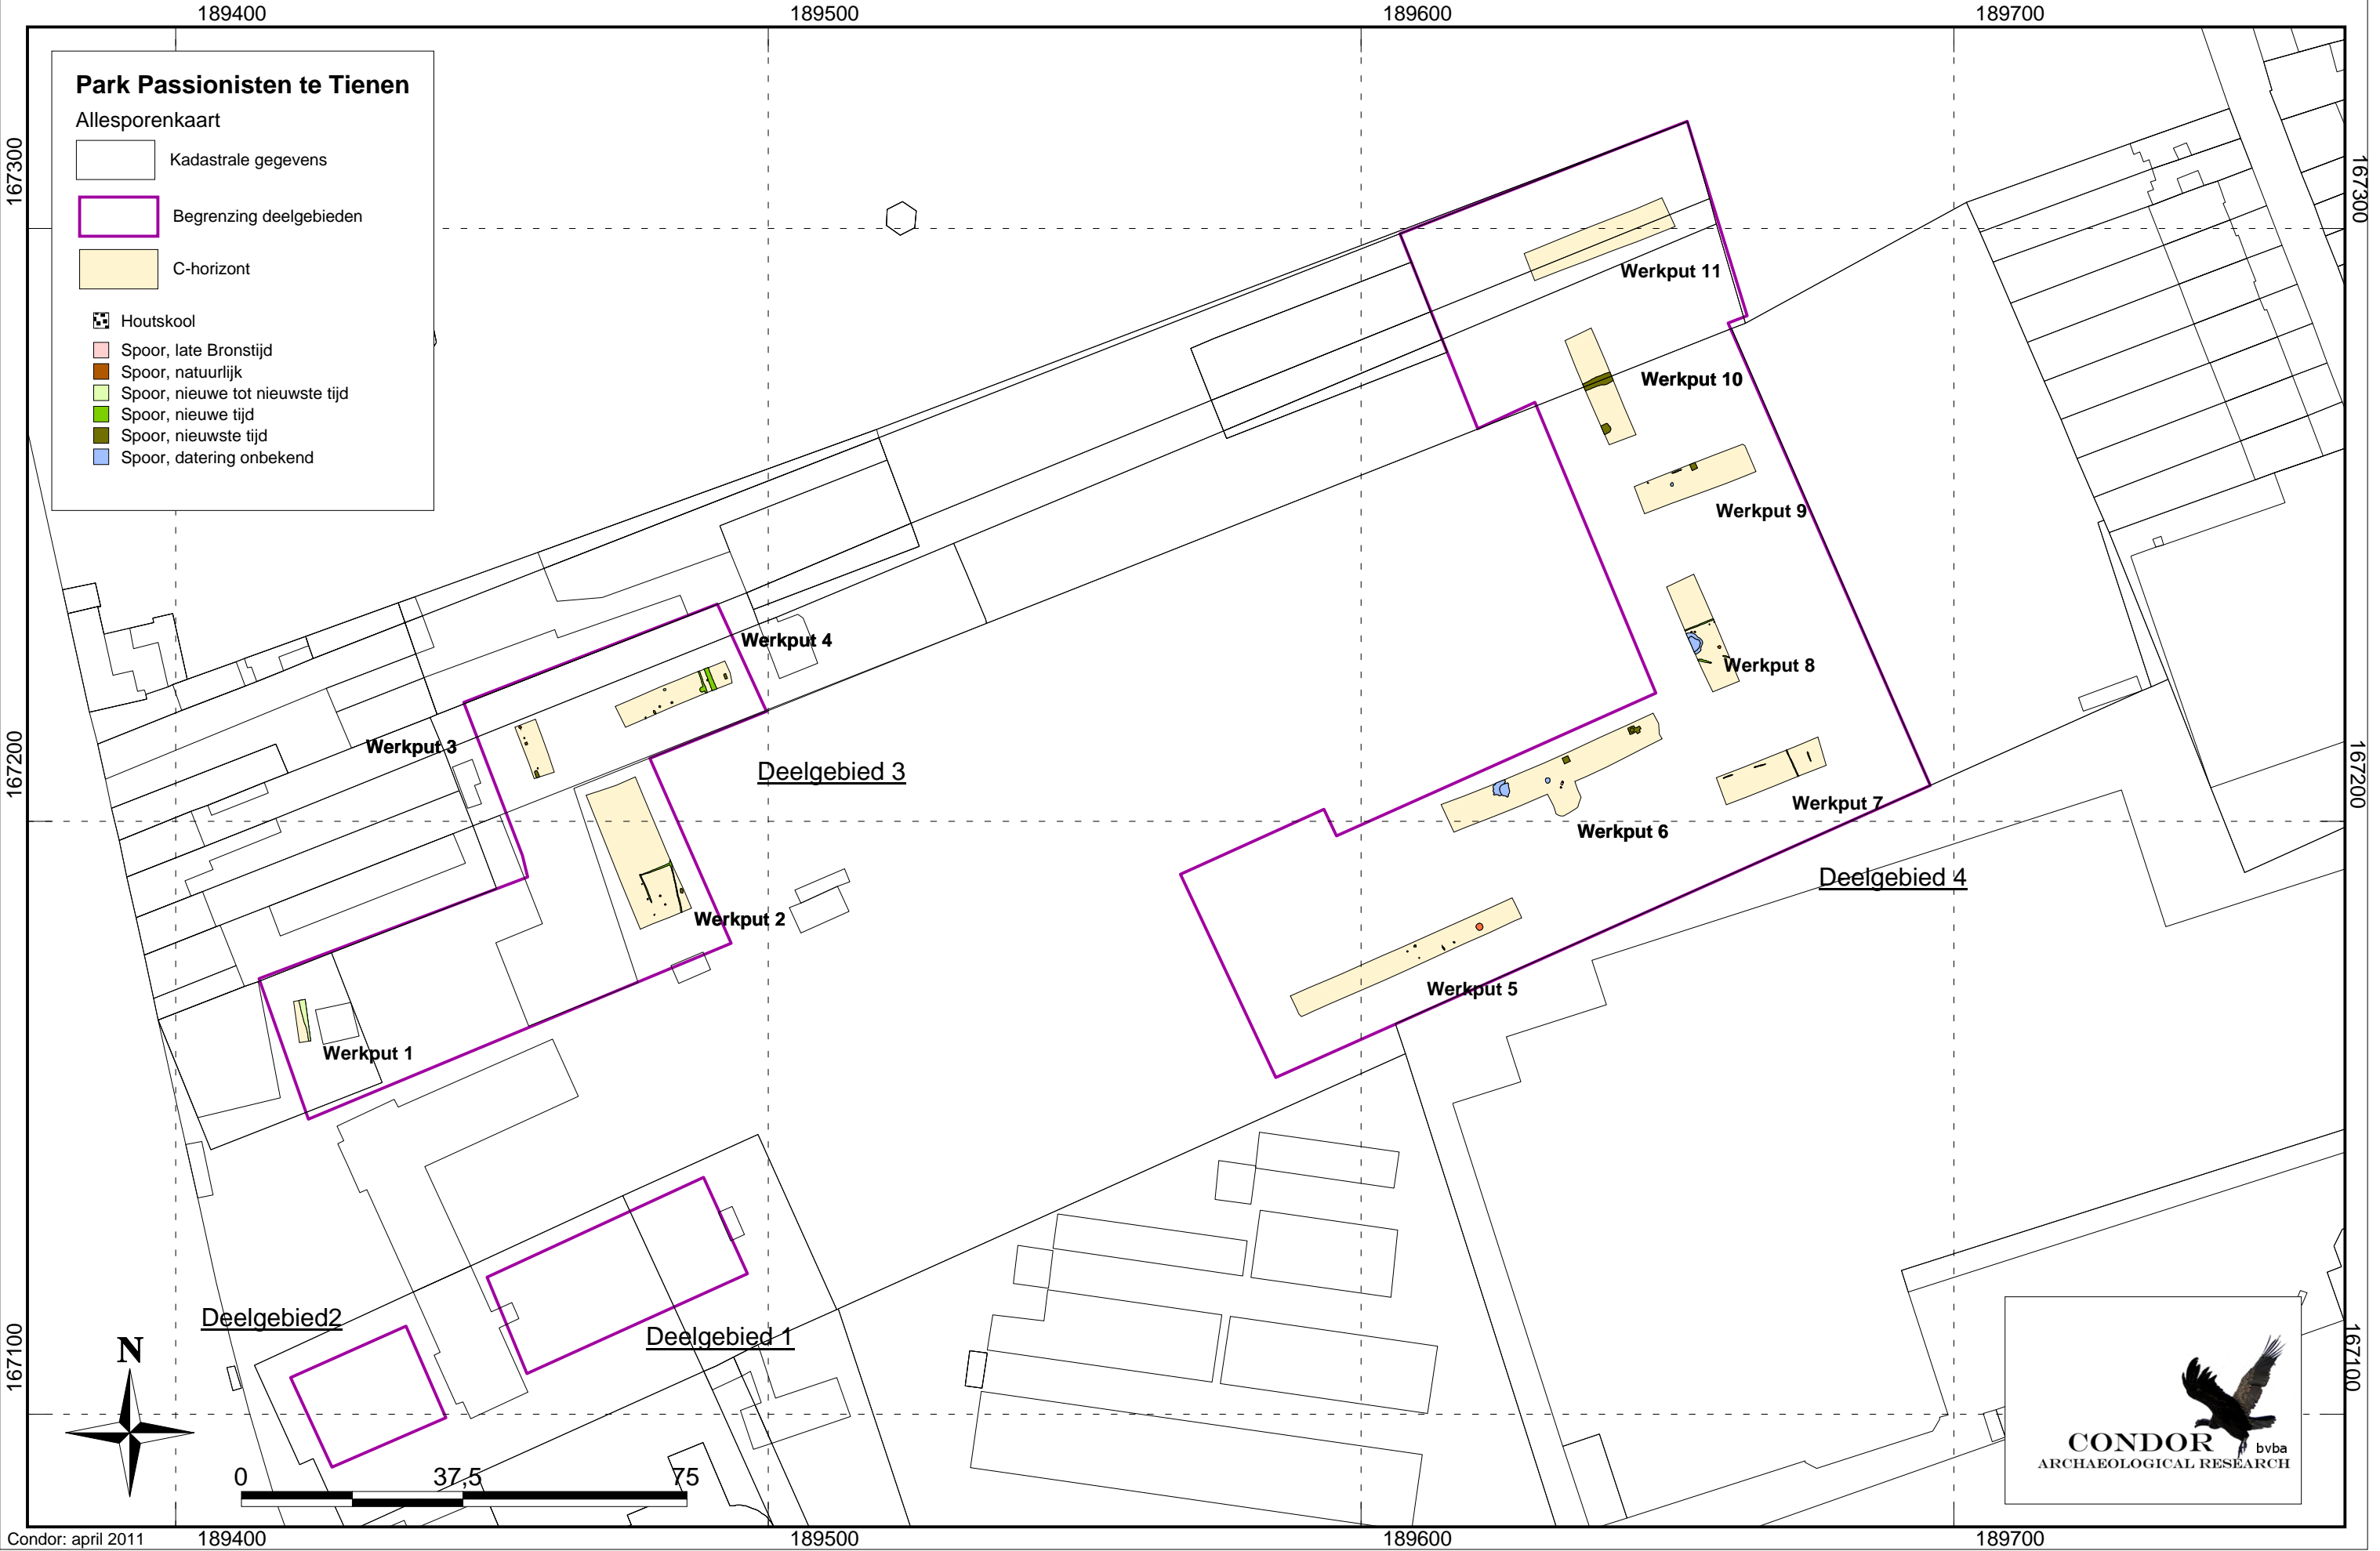 189400
189500
189600
189700
Park Passionisten te Tienen
Allesporenkaart
Kadastrale gegevens
Begrenzing deelgebieden
C-horizont
Houtskool
Spoor, late Bronstijd
Spoor, natuurlijk
Spoor, nieuwe tot nieuwste tijd
Spoor, nieuwe tijd
Spoor, nieuwste tijd
Spoor, datering onbekend
167300
167300
Werkput 11
Werkput 10
Werkput 9
Werkput 4
Werkput 8
Werkput 3
Deelgebied 3
167200
167200
Werkput 7
Werkput 6
Deelgebied 4
Werkput 2
Werkput 5
Werkput 1
Deelgebied2
Deelgebied 1
167100
167100
N
0
37,5
75
CONDOR
bvba
ARCHAEOLOGICAL RESEARCH
Condor: april 2011
189400
189500
189600
189700